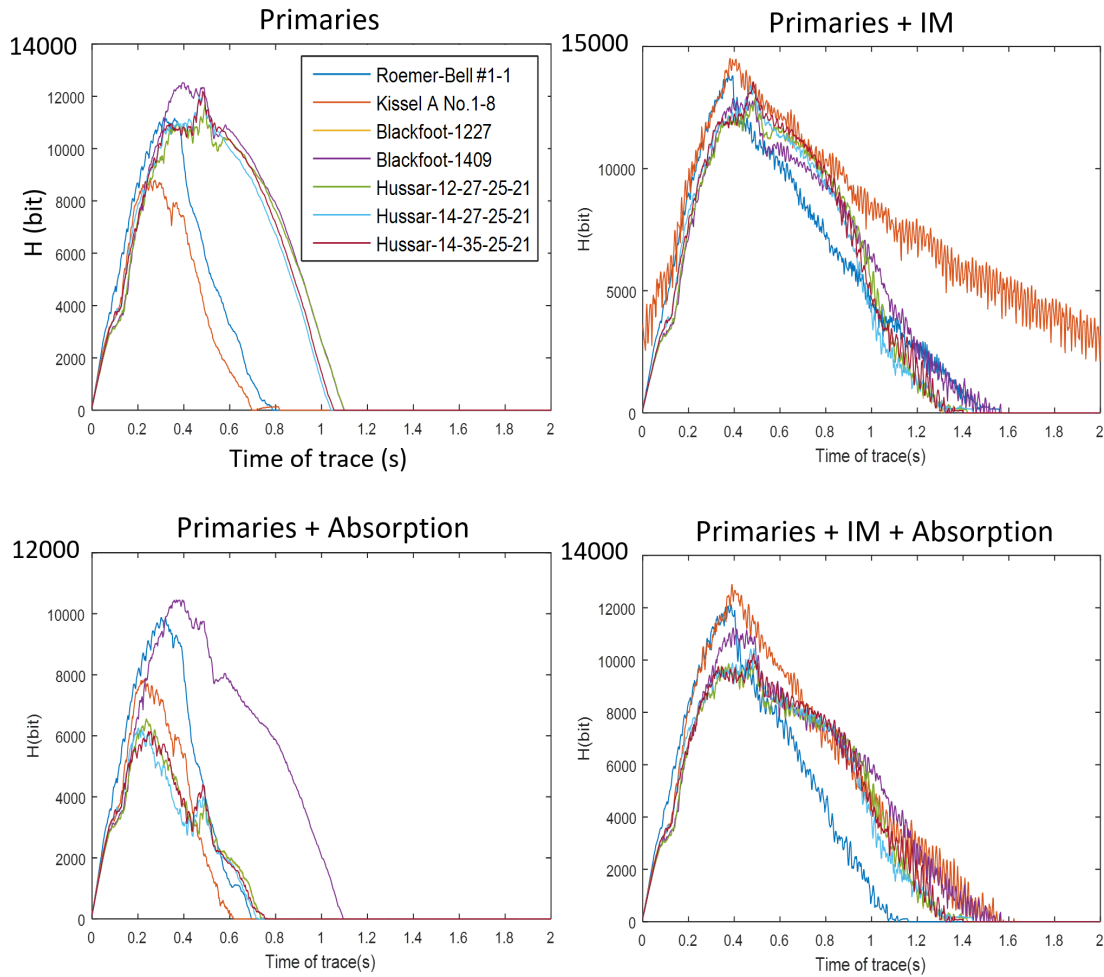 Primaries
14000
12000
10000
8000
6000
4000
2000
0
H (bit)
Roemer-Bell #1-1
Kissel A No.1-8
Blackfoot-1227
Blackfoot-1409
Hussar-12-27-25-21
Hussar-14-27-25-21
Hussar-14-35-25-21
0 0.2 0.4 0.6 0.8 1 1.2 1.4 1.6 1.8 2
Time of trace (s)
Primaries + IM
15000
10000
5000
0
H(bit)
0 0.2 0.4 0.6 0.8 1 1.2 1.4 1.6 1.8 2
Time of trace(s)
Primaries + Absorption
12000
10000
8000
6000
4000
2000
0
H(bit)
0 0.2 0.4 0.6 0.8 1 1.2 1.4 1.6 1.8 2
Time of trace(s)
Primaries + IM + Absorption
14000
12000
10000
8000
6000
4000
2000
0
H(bit)
0 0.2 0.4 0.6 0.8 1 1.2 1.4 1.6 1.8 2
Time of trace(s)